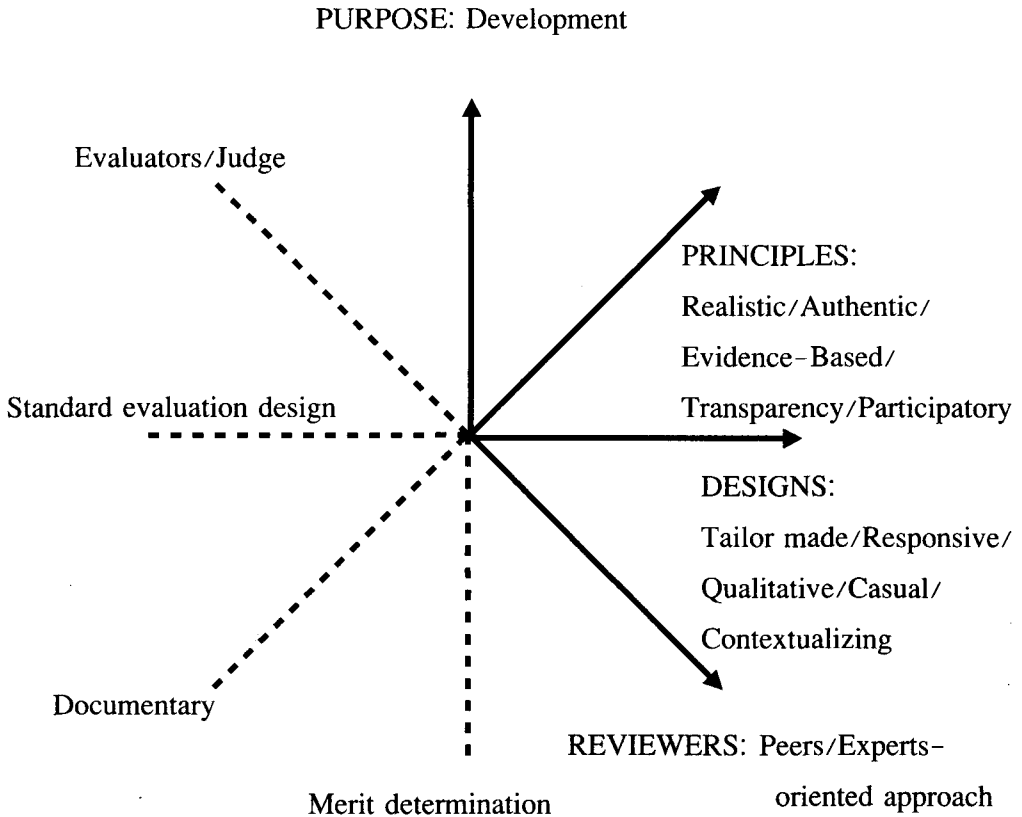 PURPOSE: Development
Evaluators/Judge
PRINCIPLES:
Realistic/Authentic/
Evidence-Based/
Transparency/Participatory
Standard evaluation design
DESIGNS:
Tailor made/Responsive/
Qualitative/Casual/
Contextualizing
Documentary
REVIEWERS: Peers/Experts-
oriented approach
Merit determination